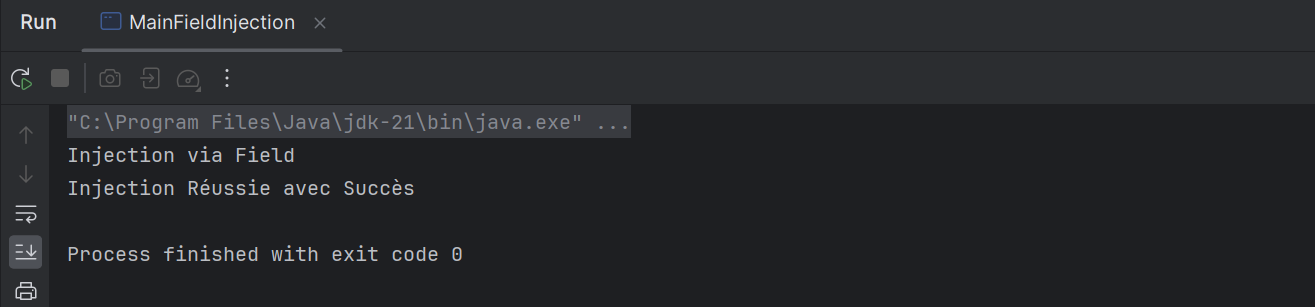 Run MainFieldInjection
"C:\Program Files\Java\jdk-21\bin\java.exe" ...
Injection via Field
Injection Réussie avec Succès
Process finished with exit code 0